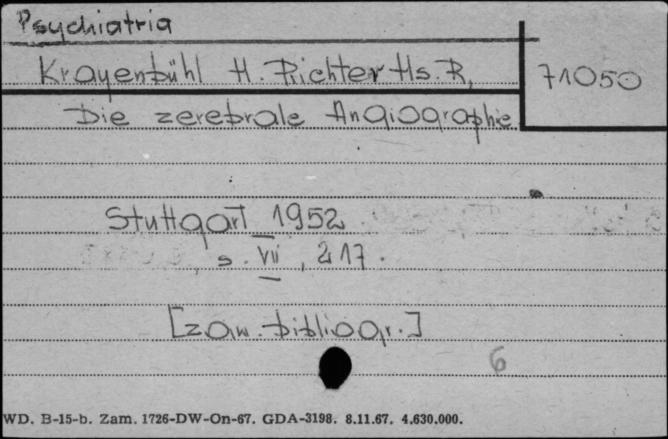 Psychiatria
Krayenbühl H. Richter Hs. R,
71050
Die zerebrale Angiographie
Stuttgart 1952
s. VII, 217.
[zaw. bibliogr.]
6
WD. B-15-b. Zam. 1726-DW-On-67. GDA-3198. 8.11.67. 4.630.000.